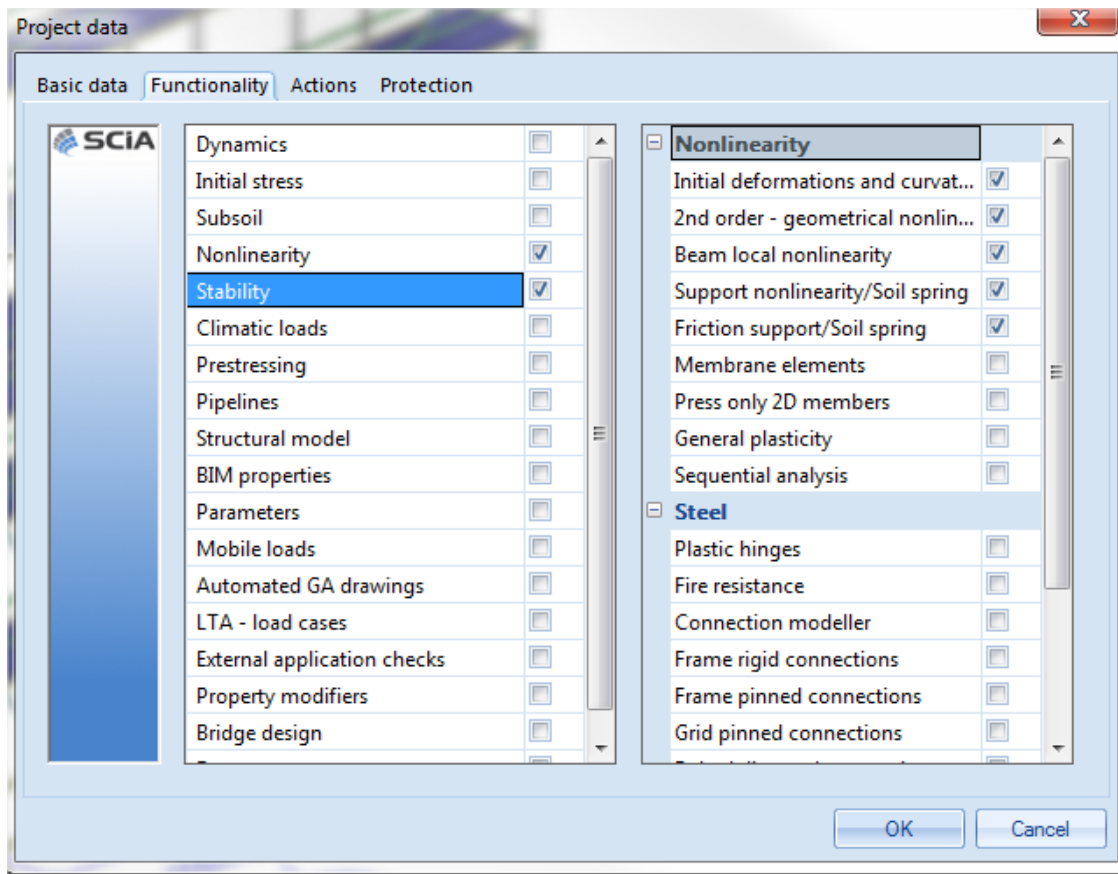 Project data
Basic data Functionality Actions Protection
SCiA
Dynamics
Initial stress
Subsoil
Nonlinearity
Stability
Climatic loads
Prestressing
Pipelines
Structural model
BIM properties
Parameters
Mobile loads
Automated GA drawings
LTA - load cases
External application checks
Property modifiers
Bridge design
Nonlinearity
Initial deformations and curvat...
2nd order - geometrical nonlin...
Beam local nonlinearity
Support nonlinearity/Soil spring
Friction support/Soil spring
Membrane elements
Press only 2D members
General plasticity
Sequential analysis
Steel
Plastic hinges
Fire resistance
Connection modeller
Frame rigid connections
Frame pinned connections
Grid pinned connections
OK Cancel